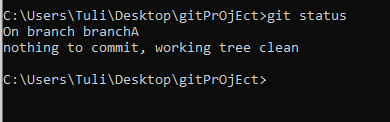 C:\Users\Tuli\Desktop\gitPrOjEct>git status
On branch branchA
nothing to commit, working tree clean
C:\Users\Tuli\Desktop\gitPrOjEct>